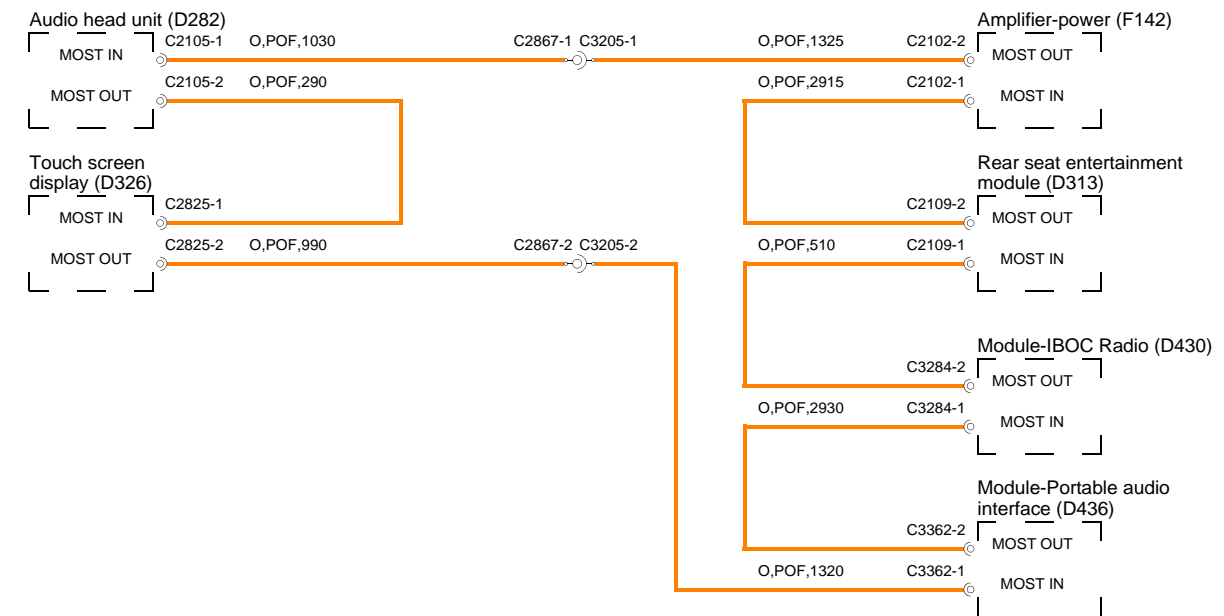 Audio head unit (D282)
Amplifier-power (F142)
MOST IN
C2105-1
O,POF,1030
C2867-1
C3205-1
O,POF,1325
C2102-2
MOST OUT
MOST OUT
C2105-2
O,POF,290
O,POF,2915
C2102-1
MOST IN
Touch screen
display (D326)
Rear seat entertainment
module (D313)
MOST IN
C2825-1
C2109-2
MOST OUT
MOST OUT
C2825-2
O,POF,990
C2867-2
C3205-2
O,POF,510
C2109-1
MOST IN
Module-IBOC Radio (D430)
C3284-2
MOST OUT
O,POF,2930
C3284-1
MOST IN
Module-Portable audio
interface (D436)
C3362-2
MOST OUT
O,POF,1320
C3362-1
MOST IN